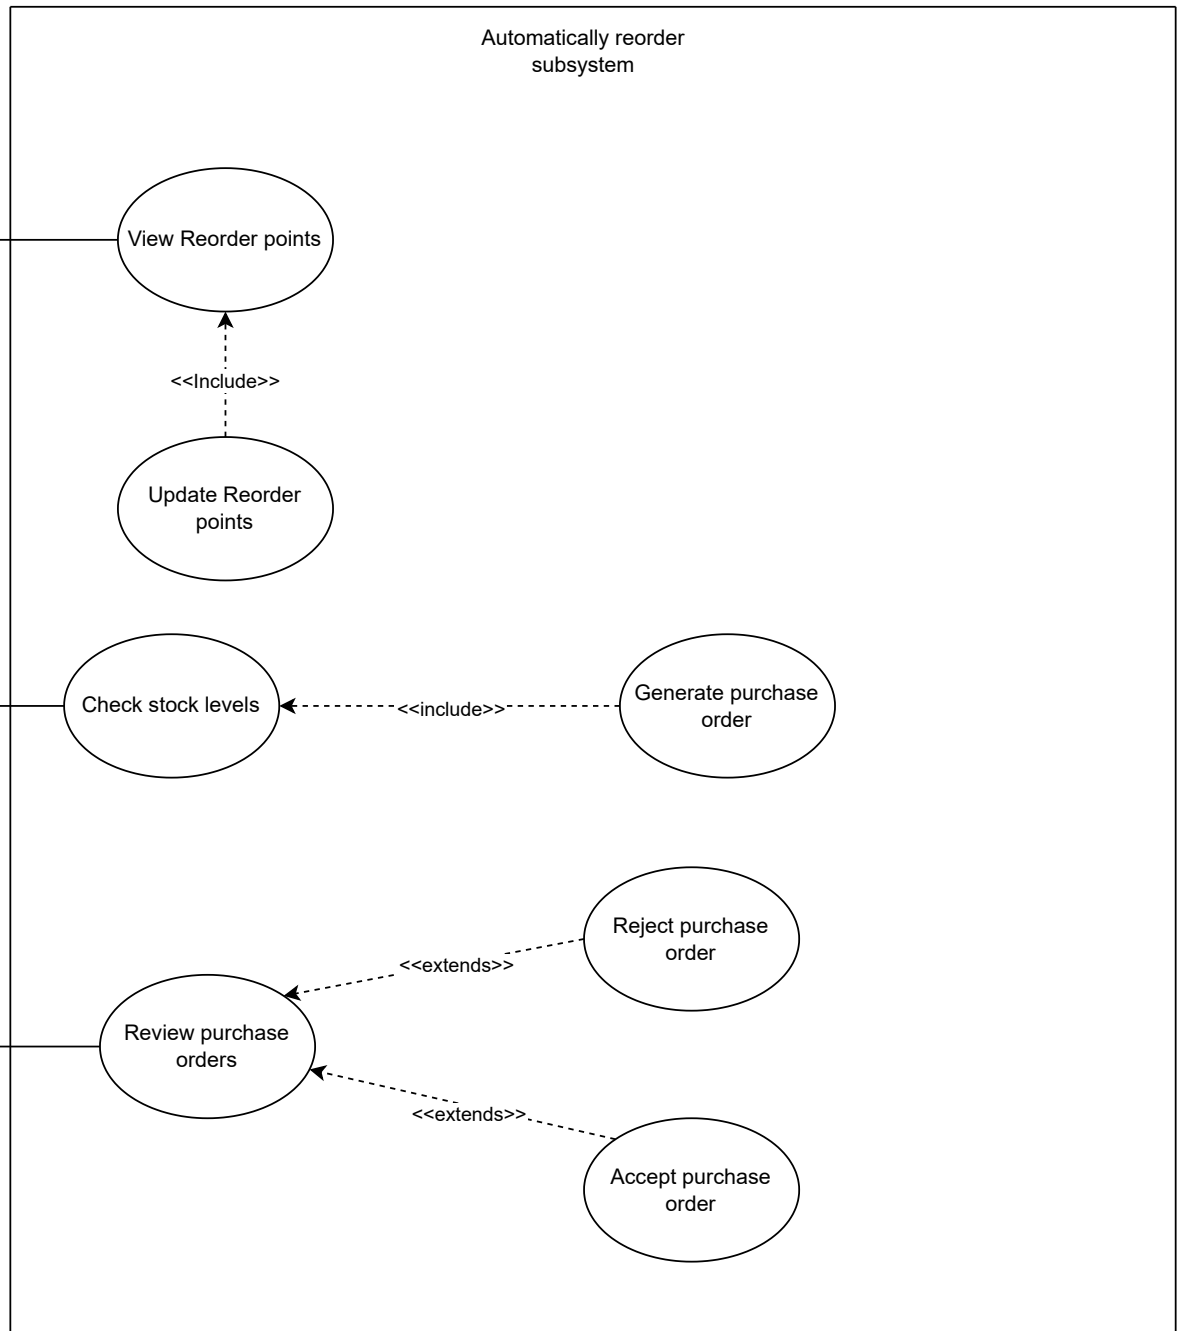 Automatically reorder
subsystem
View Reorder points
<<Include>>
Update Reorder
points
Check stock levels
<<include>>
Generate purchase
order
Reject purchase
order
<<extends>>
Review purchase
orders
<<extends>>
Accept purchase
order